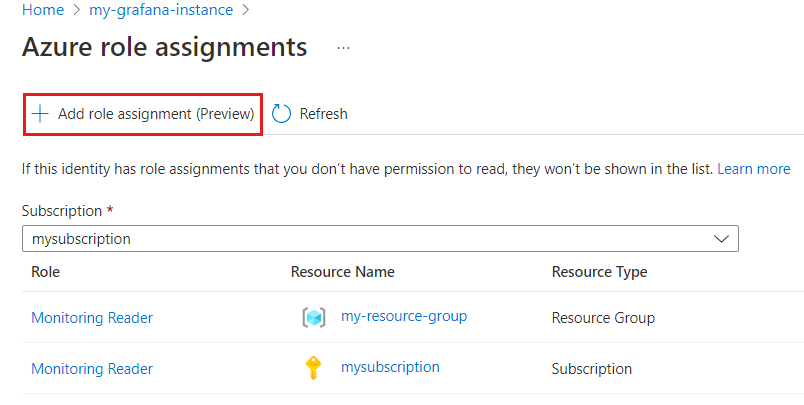 Home > my-grafana-instance >
Azure role assignments ...
+ Add role assignment (Preview) Refresh
If this identity has role assignments that you don't have permission to read, they won't be shown in the list. Learn more
Subscription *
mysubscription
Role Resource Name Resource Type
Monitoring Reader my-resource-group Resource Group
Monitoring Reader mysubscription Subscription